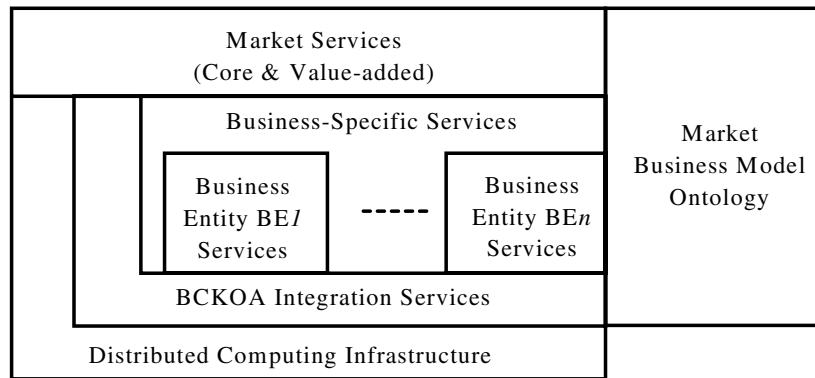 Market Services
(Core & Value-added)
Business-Specific Services
Business
Entity BE1
Services
Business
Entity BEn
Services
BCKOA Integration Services
Distributed Computing Infrastructure
Market
Business Model
Ontology